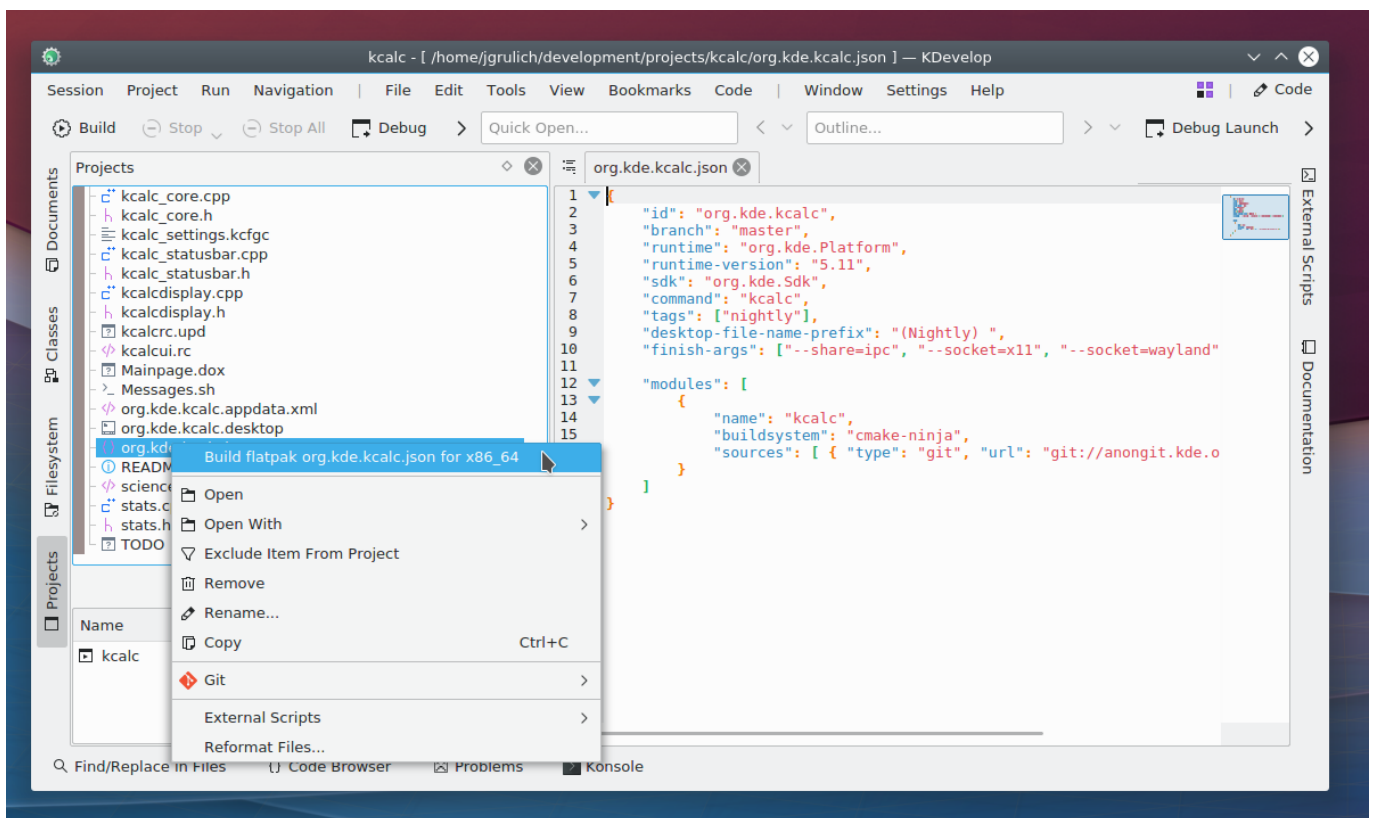 kcalc - [ /home/jgrulich/development/projects/kcalc/org.kde.kcalc.json ] — KDevelop
Session Project Run Navigation | File Edit Tools View Bookmarks Code | Window Settings Help | Code
Build Stop Stop All Debug Quick Open... Outline... Debug Launch
Documents
Classes
Filesystem
Projects
Projects
kcalc_core.cpp
kcalc_core.h
kcalc_settings.kcfgc
kcalc_statusbar.cpp
kcalc_statusbar.h
kcalcdisplay.cpp
kcalcdisplay.h
kcalcrc.upd
kcalcui.rc
Mainpage.dox
Messages.sh
org.kde.kcalc.appdata.xml
org.kde.kcalc.desktop
org.kd
READM
science
stats.c
stats.h
TODO
Name
kcalc
Build flatpak org.kde.kcalc.json for x86_64
Open
Open With
Exclude Item From Project
Remove
Rename...
Copy Ctrl+C
Git
External Scripts
Reformat Files...
org.kde.kcalc.json
1 {
2 "id": "org.kde.kcalc",
3 "branch": "master",
4 "runtime": "org.kde.Platform",
5 "runtime-version": "5.11",
6 "sdk": "org.kde.Sdk",
7 "command": "kcalc",
8 "tags": ["nightly"],
9 "desktop-file-name-prefix": "(Nightly) ",
10 "finish-args": ["--share=ipc", "--socket=x11", "--socket=wayland"
11
12 "modules": [
13 {
14 "name": "kcalc",
15 "buildsystem": "cmake-ninja",
"sources": [ { "type": "git", "url": "git://anongit.kde.o
}
]
}
External Scripts
Documentation
Find/Replace in Files {} Code Browser Problems Konsole